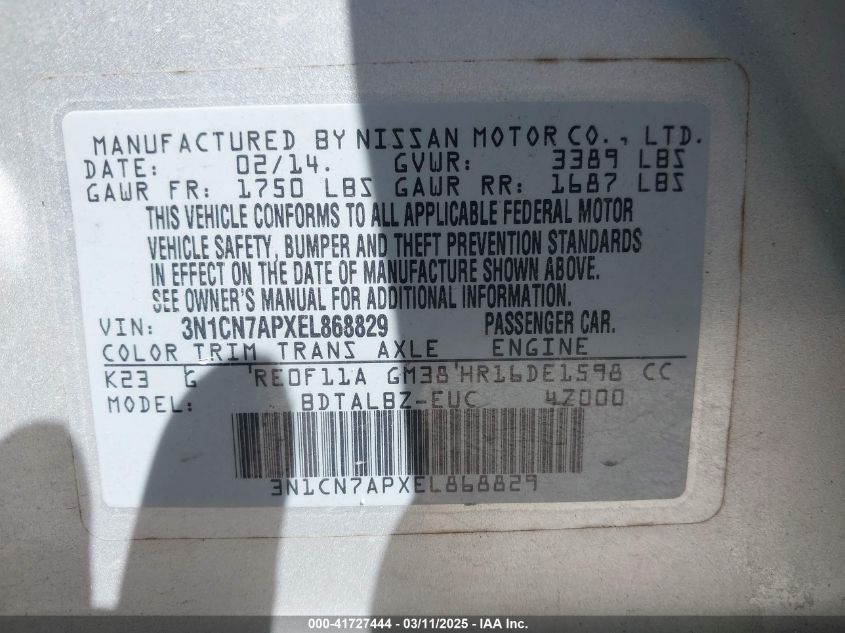 MANUFACTURED BY NISSAN MOTOR CO., LTD.
DATE: 02/14. GVWR: 3389 LBS
GAWR FR: 1750 LBS GAWR RR: 1687 LBS
THIS VEHICLE CONFORMS TO ALL APPLICABLE FEDERAL MOTOR
VEHICLE SAFETY, BUMPER AND THEFT PREVENTION STANDARDS
IN EFFECT ON THE DATE OF MANUFACTURE SHOWN ABOVE.
SEE OWNER'S MANUAL FOR ADDITIONAL INFORMATION.
VIN: 3N1CN7APXEL868829 PASSENGER CAR.
COLOR TRIM TRANS AXLE ENGINE
K23 G RE0F11A GM38 HR16DE1598 CC
MODEL: BDTALBZ-EUC 4Z000
3N1CN7APXEL868829
000-41727444 - 03/11/2025 - IAA Inc.